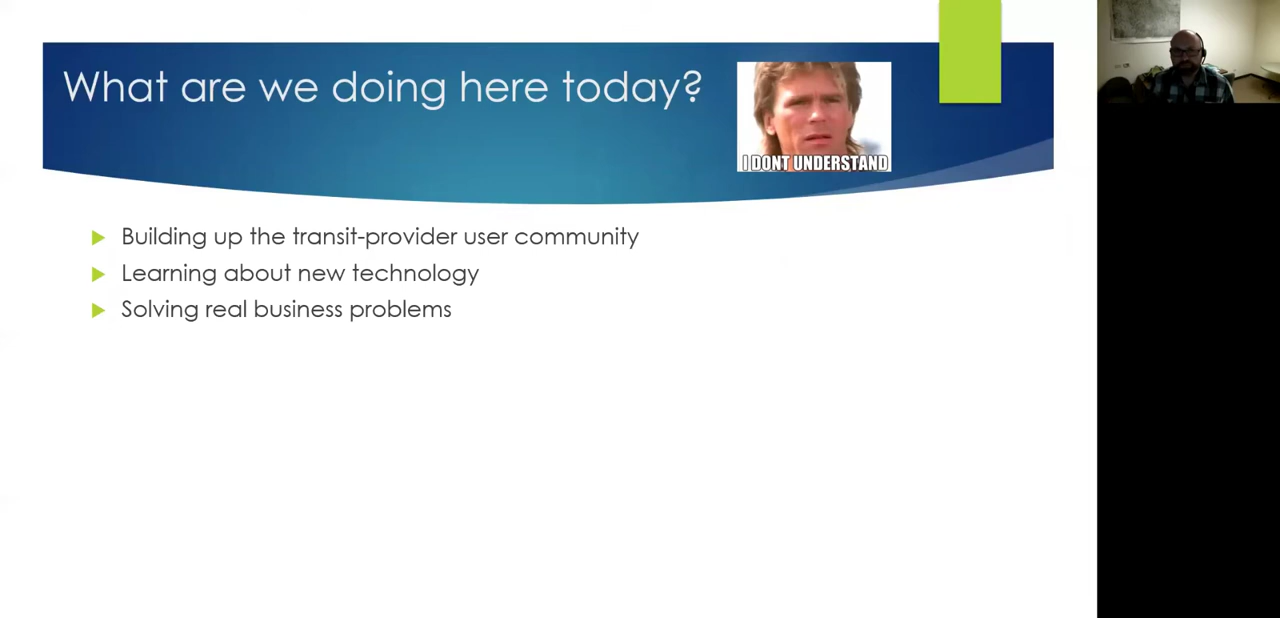 What are we doing here today?
I DONT UNDERSTAND
Building up the transit-provider user community
Learning about new technology
Solving real business problems